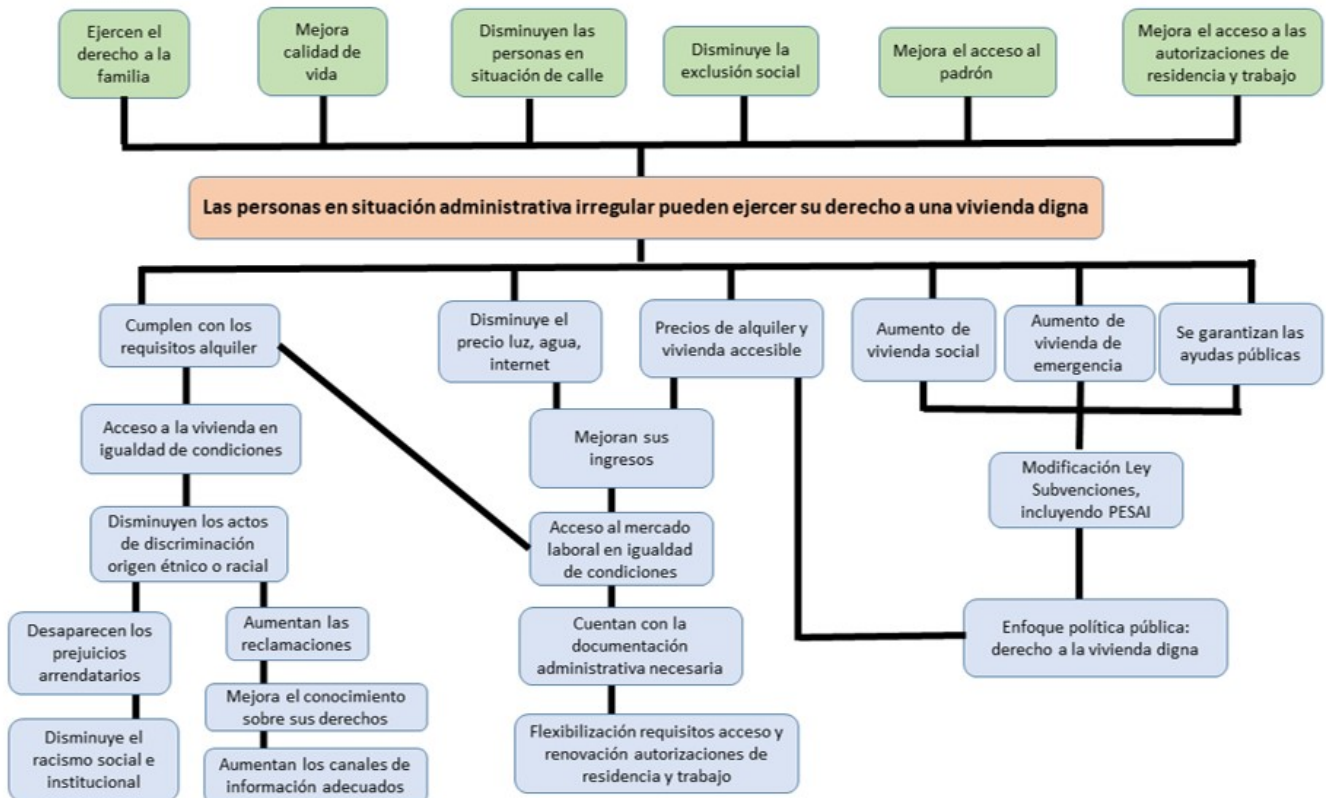 Ejercen el
derecho a la
familia
Mejora
calidad de
vida
Disminuyen las
personas en
situación de calle
Disminuye la
exclusión social
Mejora el acceso al
padrón
Mejora el acceso a las
autorizaciones de
residencia y trabajo
Las personas en situación administrativa irregular pueden ejercer su derecho a una vivienda digna
Cumplen con los
requisitos alquiler
Disminuye el
precio luz, agua,
internet
Precios de alquiler y
vivienda accesible
Aumento de
vivienda social
Aumento de
vivienda de
emergencia
Se garantizan las
ayudas públicas
Acceso a la vivienda en
igualdad de condiciones
Mejoran sus
ingresos
Modificación Ley
Subvenciones,
incluyendo PESAI
Disminuyen los actos
de discriminación
origen étnico o racial
Acceso al mercado
laboral en igualdad
de condiciones
Desaparecen los
prejuicios
arrendatarios
Aumentan las
reclamaciones
Cuentan con la
documentación
administrativa necesaria
Enfoque política pública:
derecho a la vivienda digna
Mejora el conocimiento
sobre sus derechos
Disminuye el
racismo social e
institucional
Aumentan los canales de
información adecuados
Flexibilización requisitos acceso y
renovación autorizaciones de
residencia y trabajo